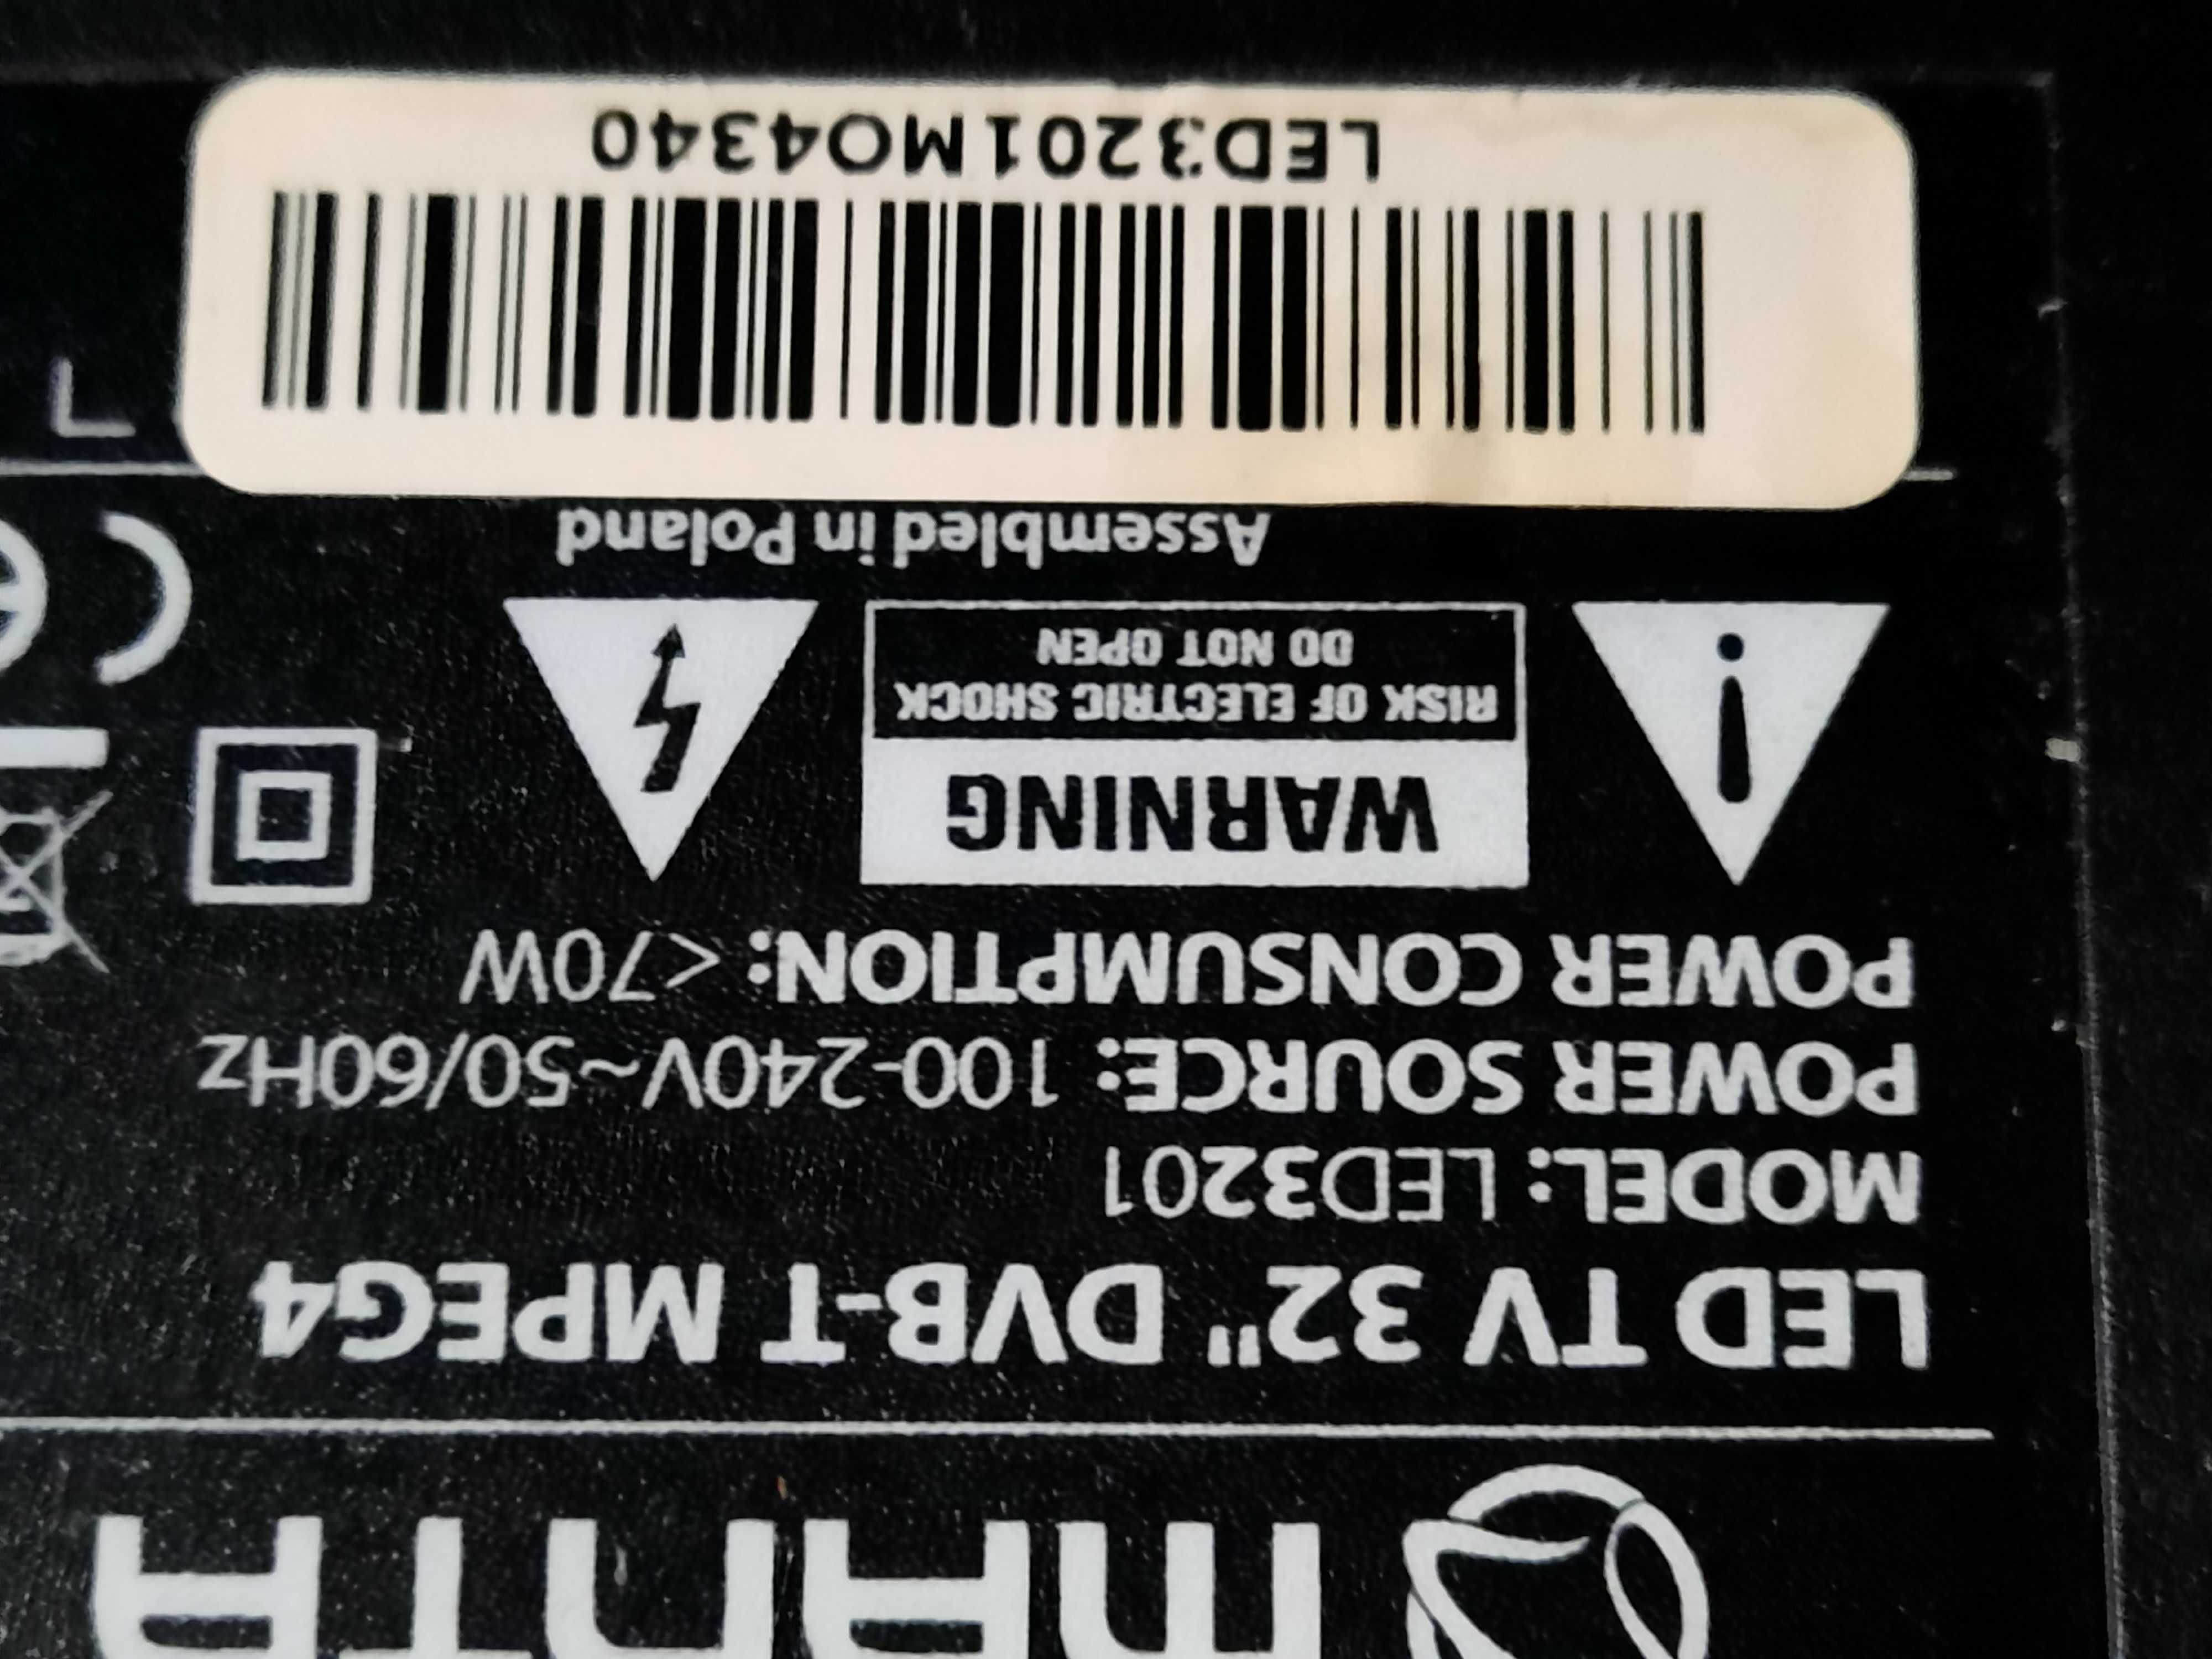 MANTA
LED TV 32" DVB-T MPEG4
MODEL: LED3201
POWER SOURCE: 100-240V~50/60Hz
POWER CONSUMPTION: <70W
WARNING
RISK OF ELECTRIC SHOCK
DO NOT OPEN
CE
Assembled in Poland
LED3201MO4340